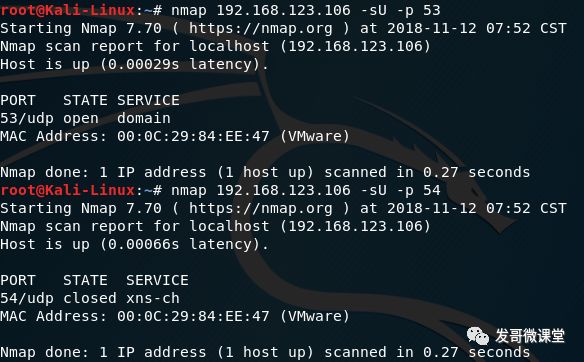 root@Kali-Linux:~# nmap 192.168.123.106 -sU -p 53
Starting Nmap 7.70 ( https://nmap.org ) at 2018-11-12 07:52 CST
Nmap scan report for localhost (192.168.123.106)
Host is up (0.00029s latency).
PORT   STATE SERVICE
53/udp open  domain
MAC Address: 00:0C:29:84:EE:47 (VMware)
Nmap done: 1 IP address (1 host up) scanned in 0.27 seconds
root@Kali-Linux:~# nmap 192.168.123.106 -sU -p 54
Starting Nmap 7.70 ( https://nmap.org ) at 2018-11-12 07:52 CST
Nmap scan report for localhost (192.168.123.106)
Host is up (0.00066s latency).
PORT   STATE  SERVICE
54/udp closed xns-ch
MAC Address: 00:0C:29:84:EE:47 (VMware)
发哥微课堂
Nmap done: 1 IP address (1 host up) scanned in 0.27 seconds